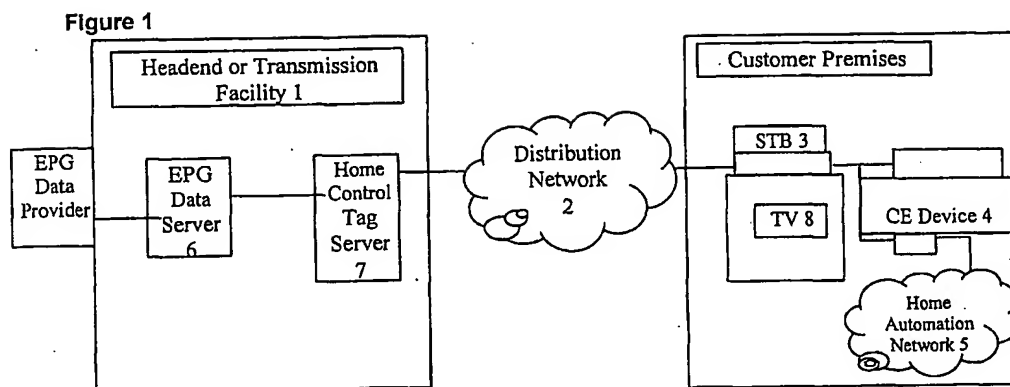 Figure 1
Headend or Transmission
Facility 1
EPG
Data
Provider
EPG
Data
Server
6
Home
Control
Tag
Server
7
Distribution
Network
2
Customer Premises
STB 3
TV 8
CE Device 4
Home
Automation
Network 5